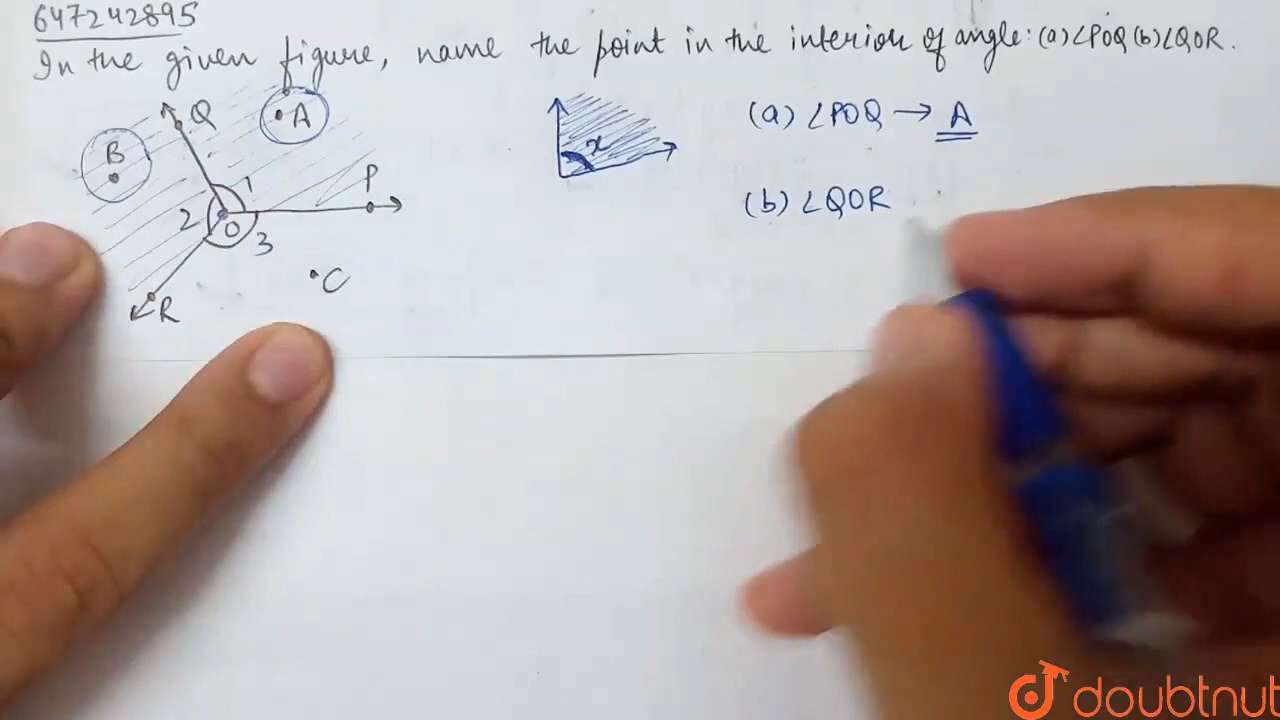 647242895
In the given figure, name the point in the interior of angle: (a)∠POQ (b)∠QOR.
Q
A
B
P
1
2
O
3
C
R
x
(a) ∠POQ → A
(b) ∠QOR
doubtnut